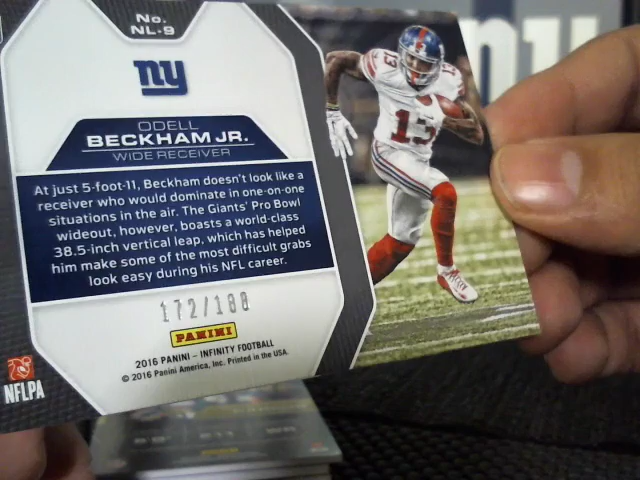 No.
NL-9
ny
ODELL
BECKHAM JR.
WIDE RECEIVER
At just 5-foot-11, Beckham doesn't look like a
receiver who would dominate in one-on-one
situations in the air. The Giants' Pro Bowl
wideout, however, boasts a world-class
38.5-inch vertical leap, which has helped
him make some of the most difficult grabs
look easy during his NFL career.
172/188
PANINI
2016 PANINI – INFINITY FOOTBALL
© 2016 Panini America, Inc. Printed in the USA.
NFLPA
13
13
13
ny